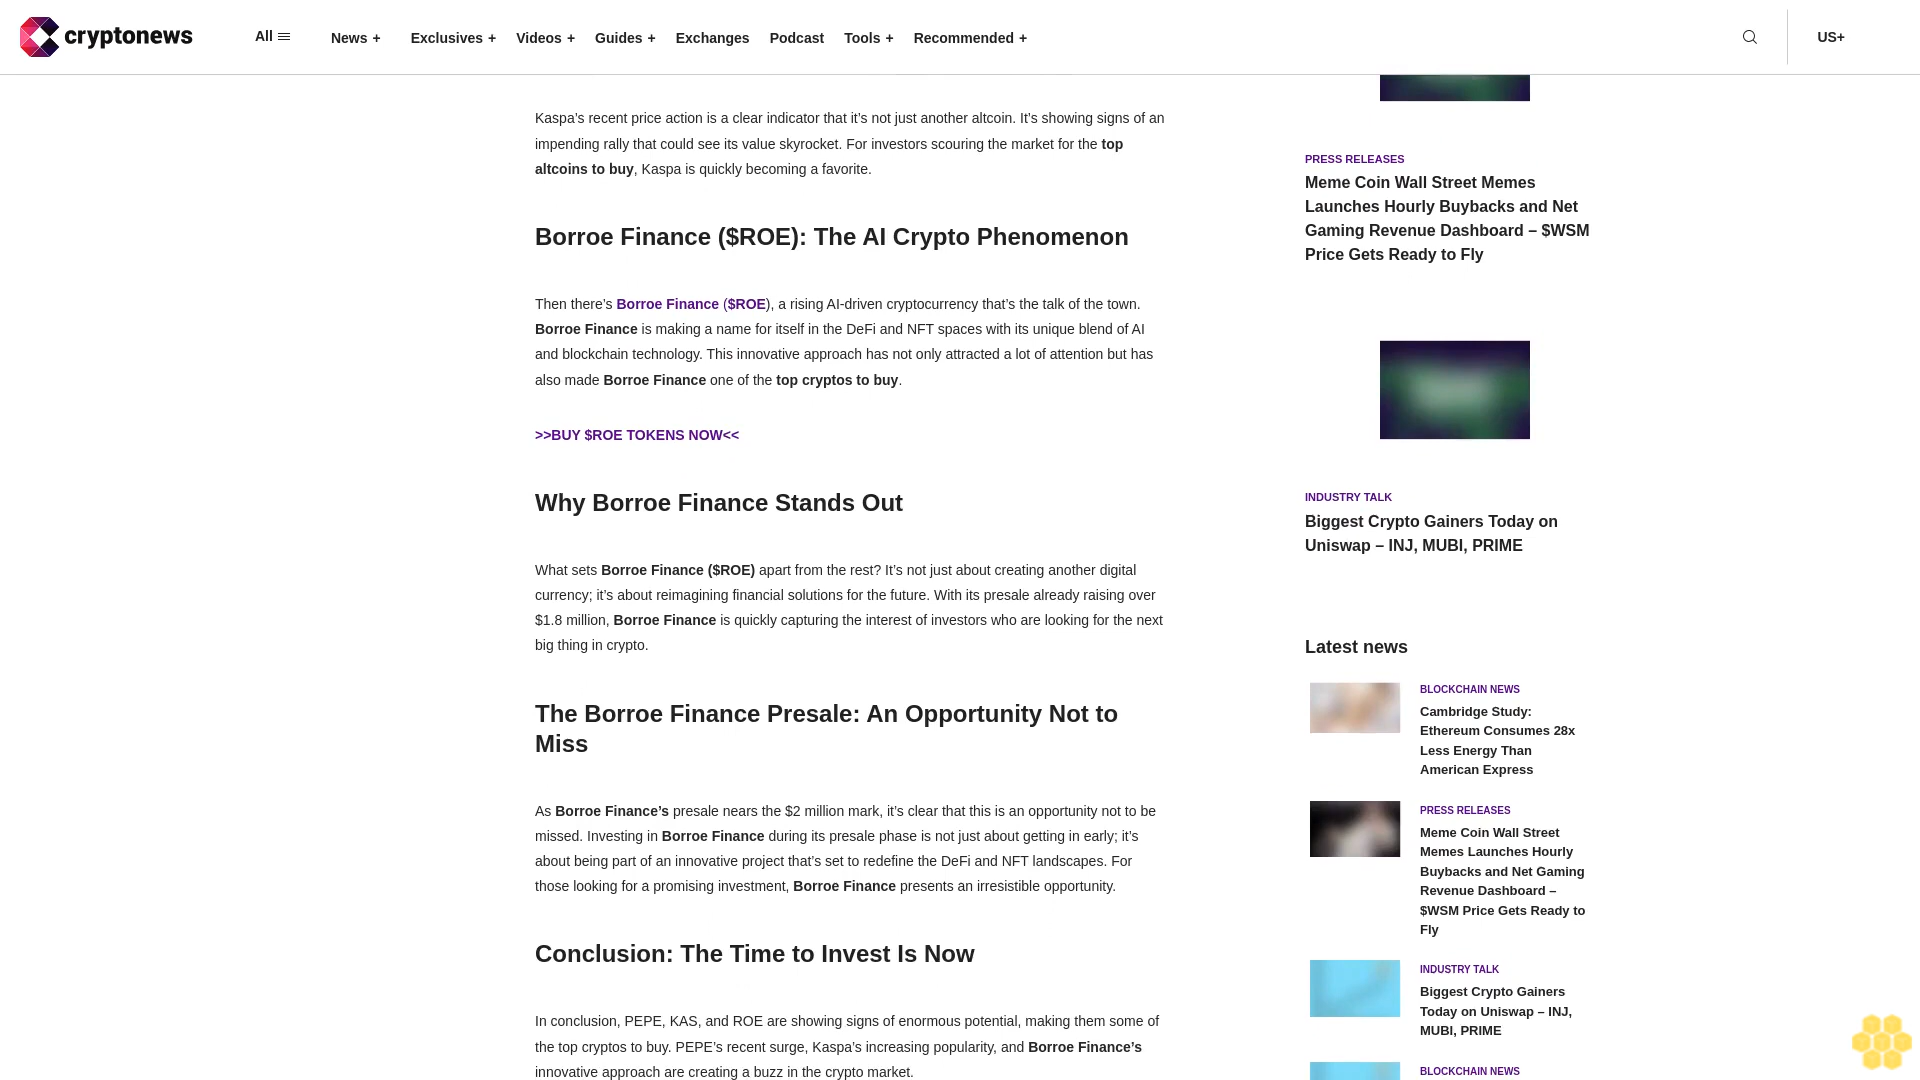 cryptonews
All
News +
Exclusives +
Videos +
Guides +
Exchanges
Podcast
Tools +
Recommended +
US+
Kaspa’s recent price action is a clear indicator that it’s not just another altcoin. It’s showing signs of an
impending rally that could see its value skyrocket. For investors scouring the market for the top
altcoins to buy, Kaspa is quickly becoming a favorite.
Borroe Finance ($ROE): The AI Crypto Phenomenon
Then there’s Borroe Finance ($ROE), a rising AI-driven cryptocurrency that’s the talk of the town.
Borroe Finance is making a name for itself in the DeFi and NFT spaces with its unique blend of AI
and blockchain technology. This innovative approach has not only attracted a lot of attention but has
also made Borroe Finance one of the top cryptos to buy.
>>BUY $ROE TOKENS NOW<<
Why Borroe Finance Stands Out
What sets Borroe Finance ($ROE) apart from the rest? It’s not just about creating another digital
currency; it’s about reimagining financial solutions for the future. With its presale already raising over
$1.8 million, Borroe Finance is quickly capturing the interest of investors who are looking for the next
big thing in crypto.
The Borroe Finance Presale: An Opportunity Not to
Miss
As Borroe Finance’s presale nears the $2 million mark, it’s clear that this is an opportunity not to be
missed. Investing in Borroe Finance during its presale phase is not just about getting in early; it’s
about being part of an innovative project that’s set to redefine the DeFi and NFT landscapes. For
those looking for a promising investment, Borroe Finance presents an irresistible opportunity.
Conclusion: The Time to Invest Is Now
In conclusion, PEPE, KAS, and ROE are showing signs of enormous potential, making them some of
the top cryptos to buy. PEPE’s recent surge, Kaspa’s increasing popularity, and Borroe Finance’s
innovative approach are creating a buzz in the crypto market.
PRESS RELEASES
Meme Coin Wall Street Memes
Launches Hourly Buybacks and Net
Gaming Revenue Dashboard – $WSM
Price Gets Ready to Fly
INDUSTRY TALK
Biggest Crypto Gainers Today on
Uniswap – INJ, MUBI, PRIME
Latest news
BLOCKCHAIN NEWS
Cambridge Study:
Ethereum Consumes 28x
Less Energy Than
American Express
PRESS RELEASES
Meme Coin Wall Street
Memes Launches Hourly
Buybacks and Net Gaming
Revenue Dashboard –
$WSM Price Gets Ready to
Fly
INDUSTRY TALK
Biggest Crypto Gainers
Today on Uniswap – INJ,
MUBI, PRIME
BLOCKCHAIN NEWS